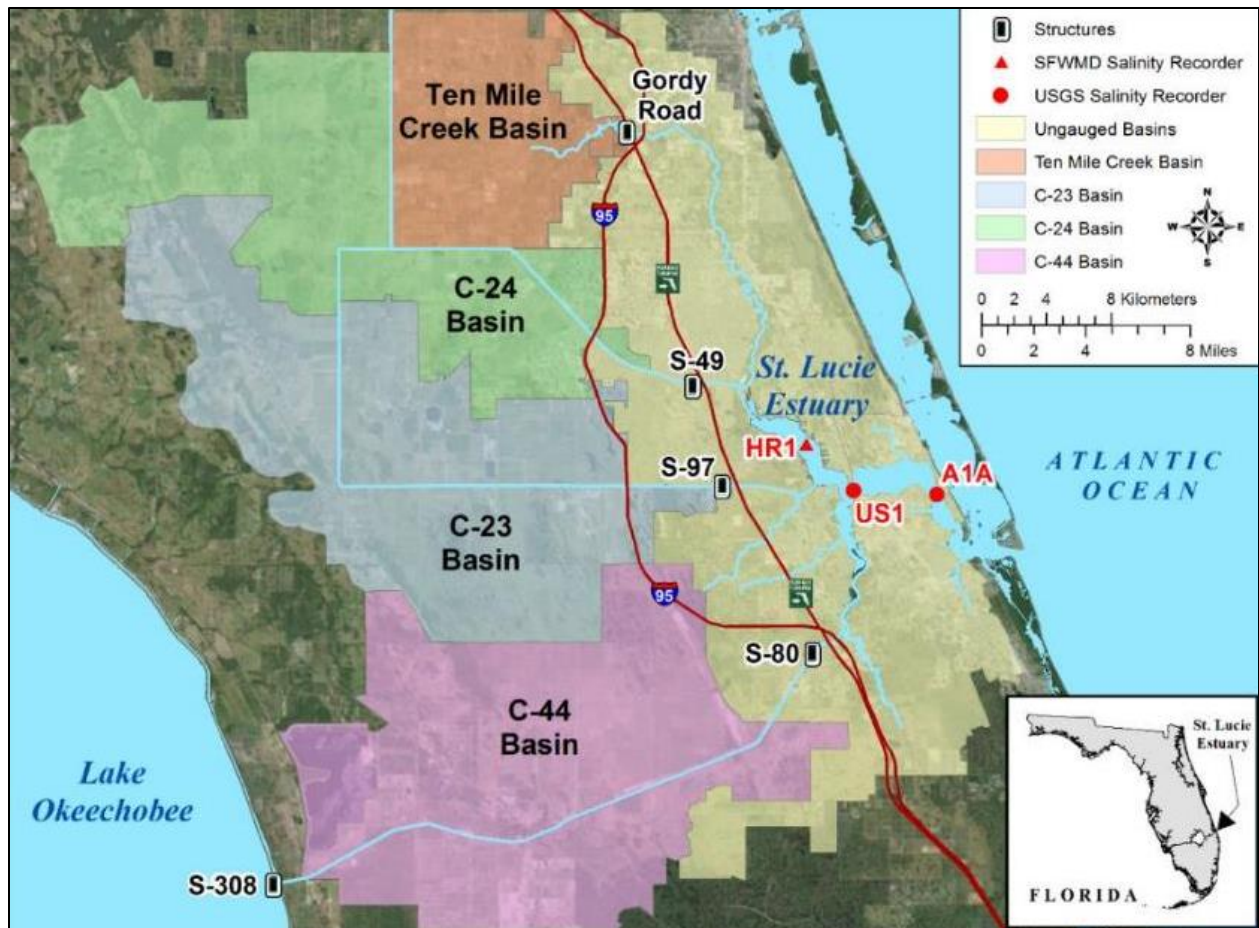 Structures
SFWMD Salinity Recorder
USGS Salinity Recorder
Ungauged Basins
Ten Mile Creek Basin
C-23 Basin
C-24 Basin
C-44 Basin
N
W E
S
0 2 4 8 Kilometers
0 2 4 8 Miles
Gordy
Road
Ten Mile
Creek Basin
95
C-24
Basin
S-49
St. Lucie
Estuary
HR1
S-97
A1A
US1
ATLANTIC
OCEAN
C-23
Basin
95
S-80
C-44
Basin
Lake
Okeechobee
S-308
St. Lucie
Estuary
FLORIDA